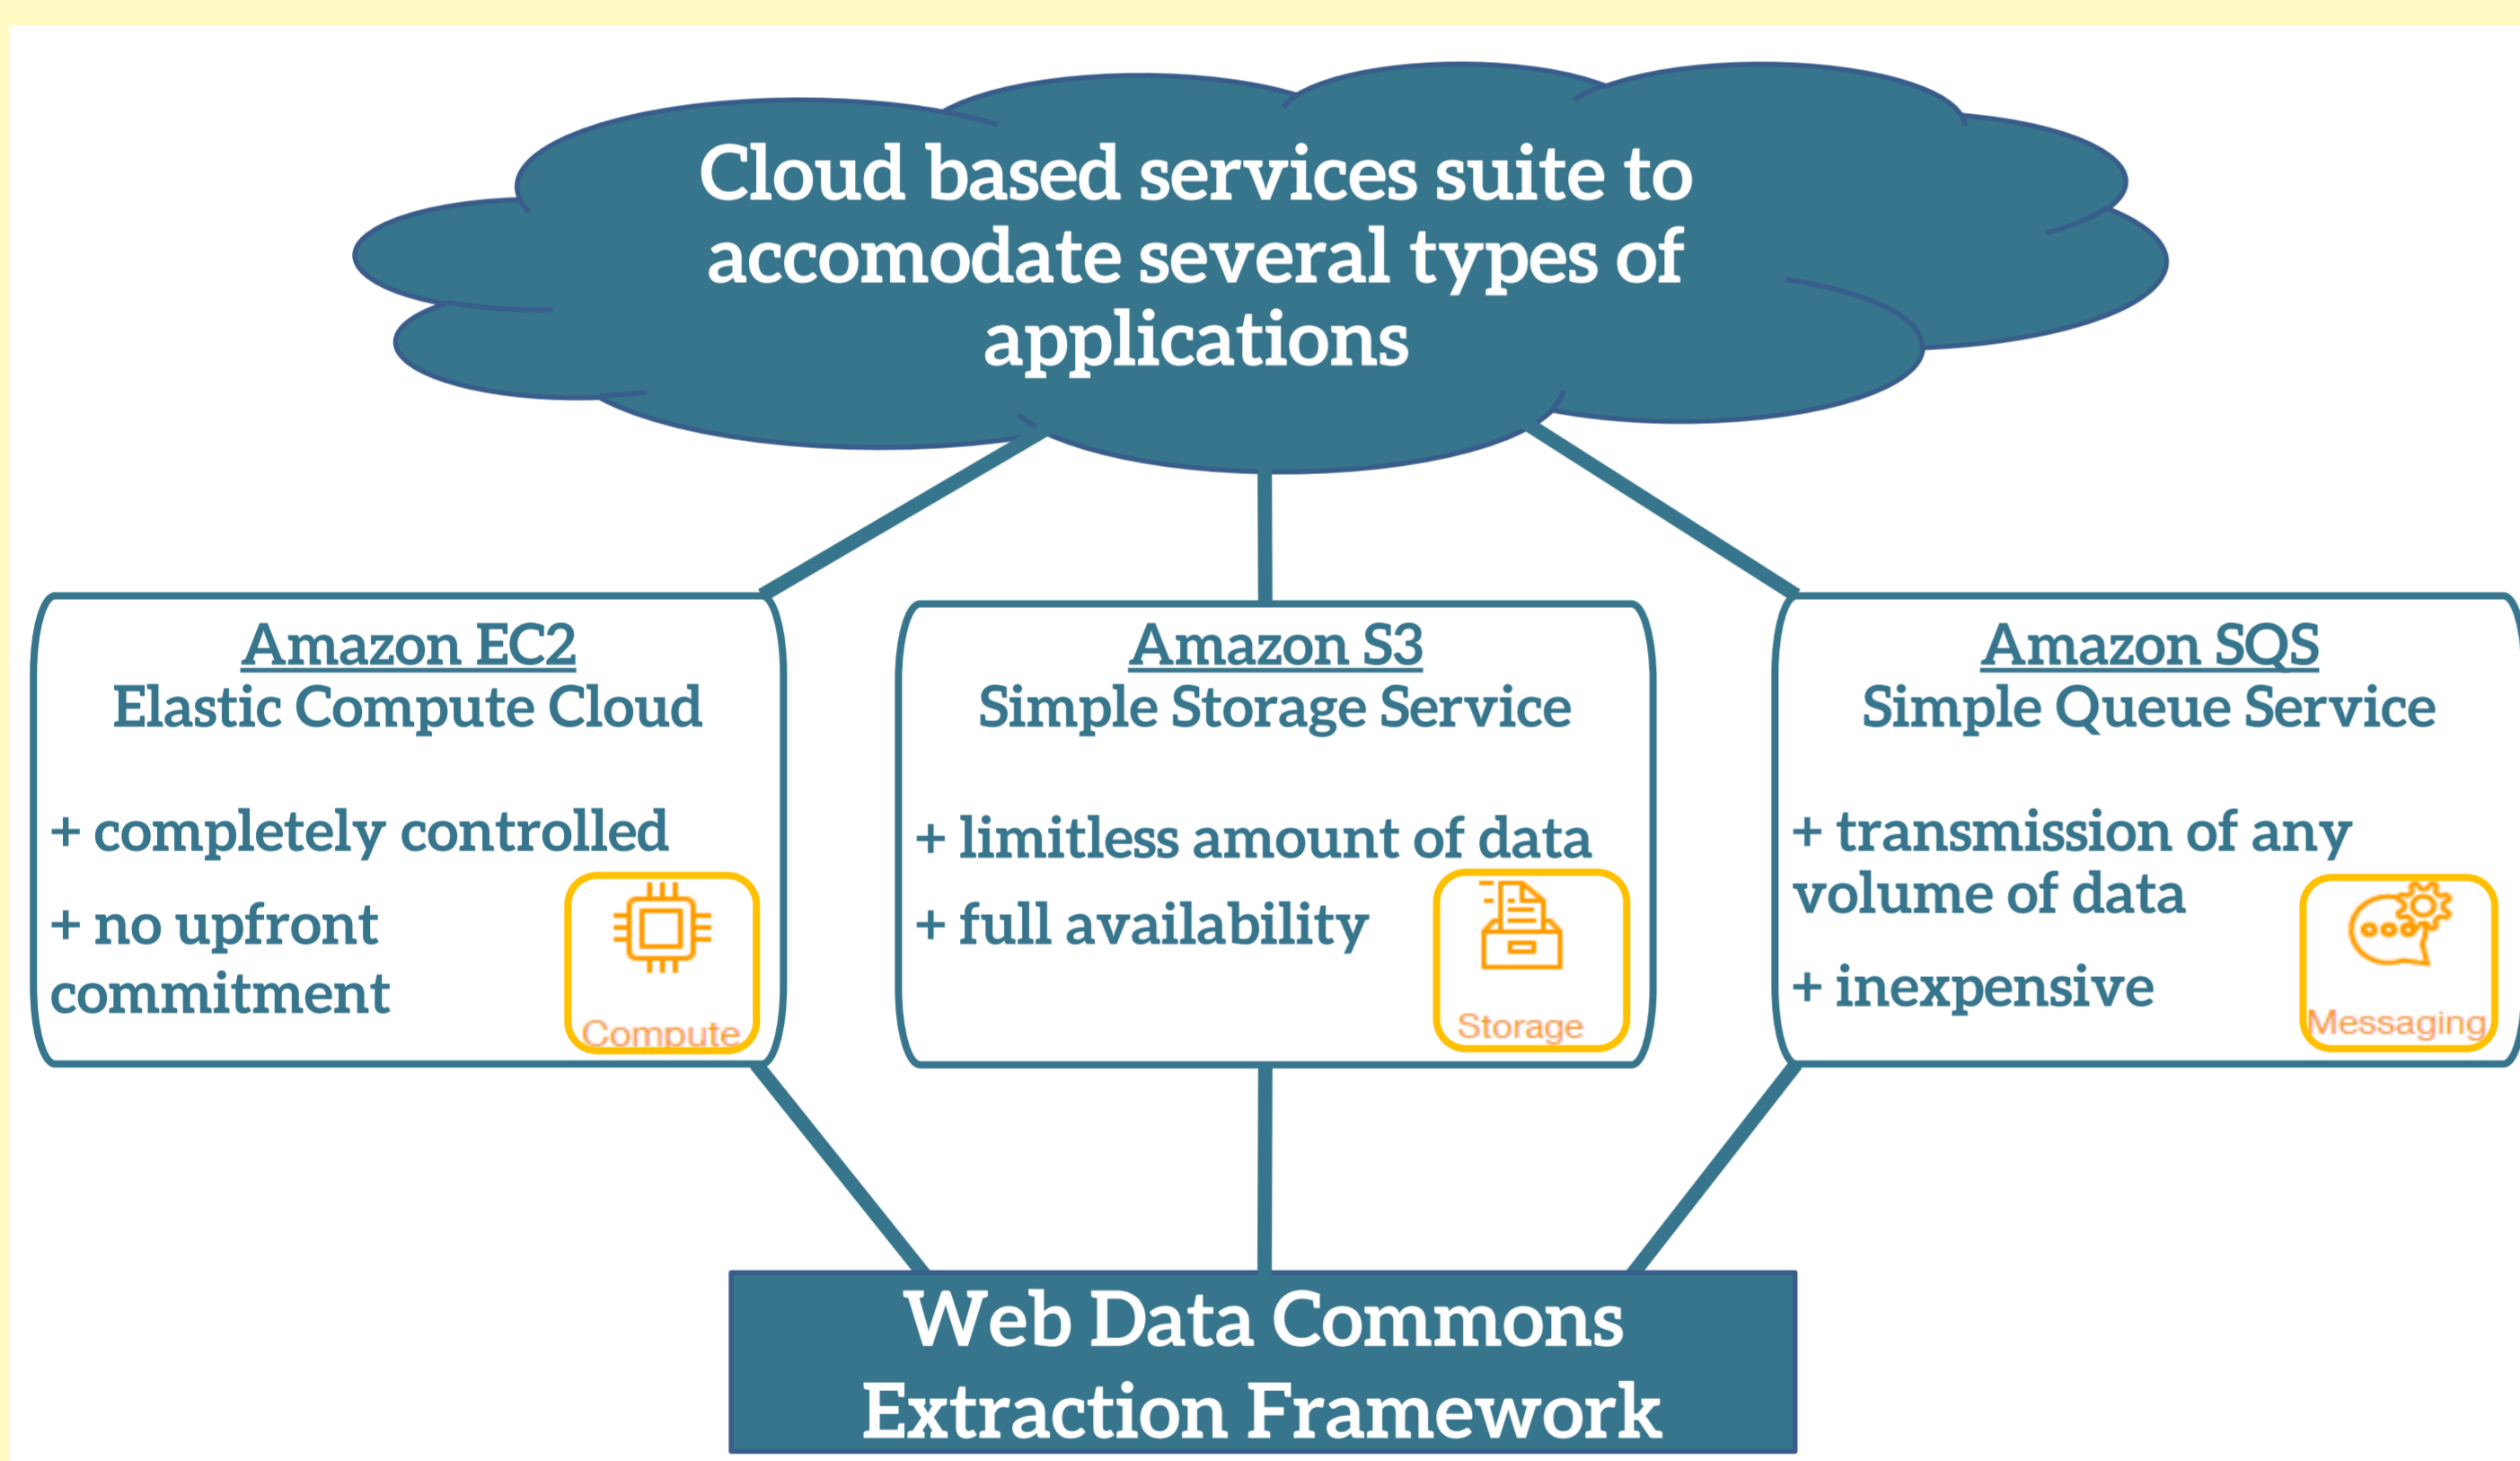 Cloud based services suite to
accomodate several types of
applications
Amazon EC2
Elastic Compute Cloud
+ completely controlled
+ no upfront
commitment
Compute
Amazon S3
Simple Storage Service
+ limitless amount of data
+ full availability
Storage
Amazon SQS
Simple Queue Service
+ transmission of any
volume of data
+ inexpensive
Messaging
Web Data Commons
Extraction Framework